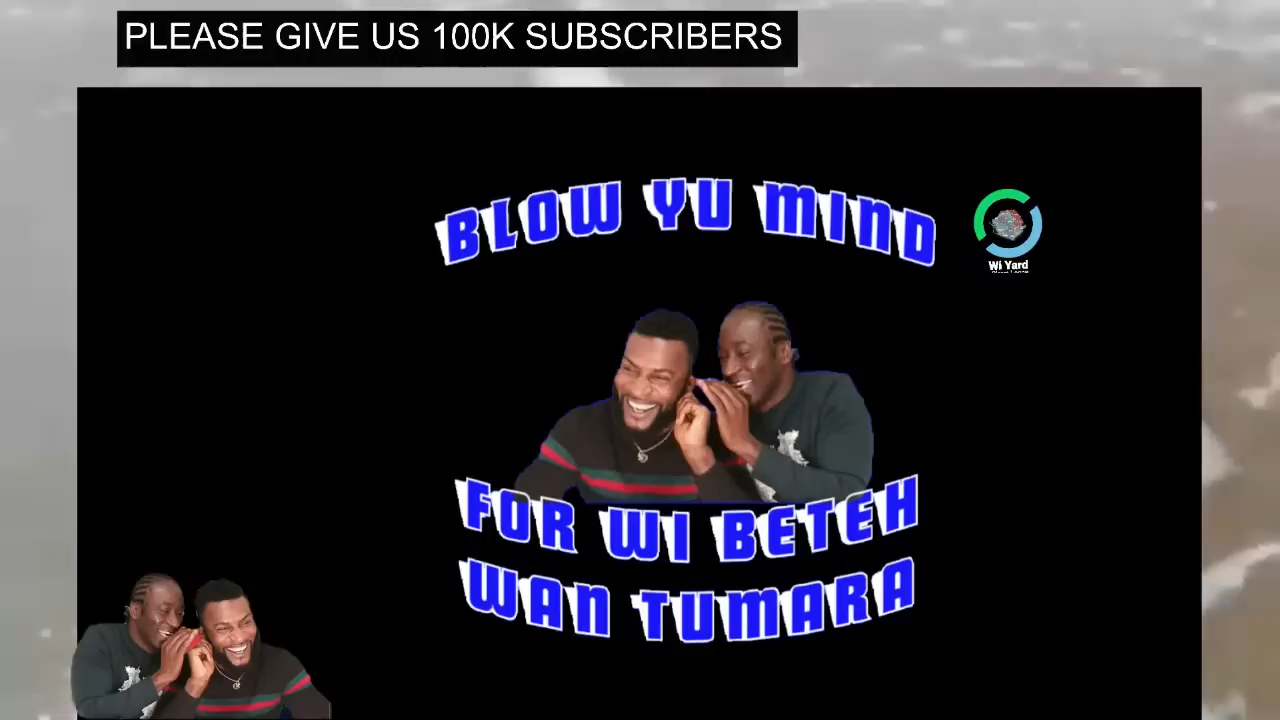 PLEASE GIVE US 100K SUBSCRIBERS
BLOW YU MIND
Wi Yard
FOR WI BETEH
WAN TUMARA